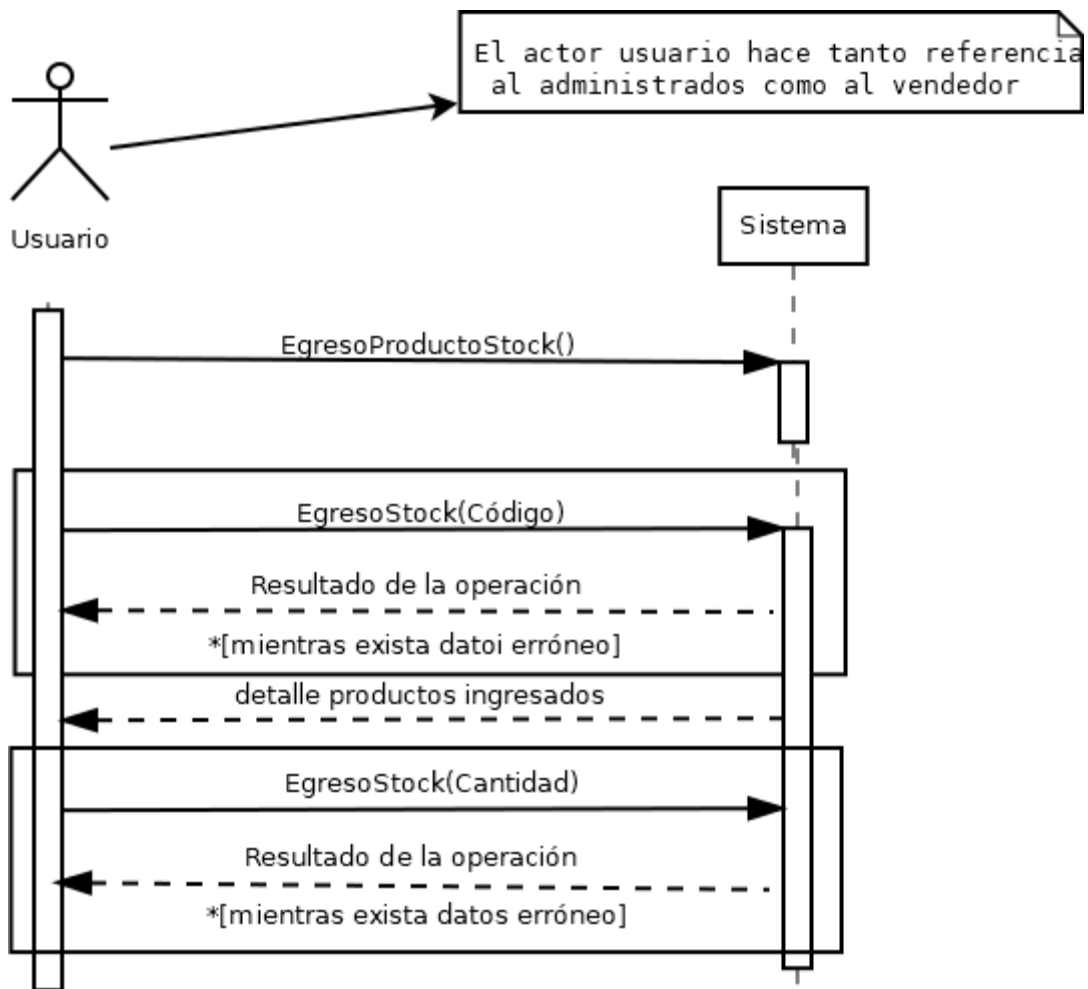 El actor usuario hace tanto referencia
al administrados como al vendedor
Usuario
Sistema
EgresoProductoStock()
EgresoStock(Código)
Resultado de la operación
*[mientras exista datoi erróneo]
detalle productos ingresados
EgresoStock(Cantidad)
Resultado de la operación
*[mientras exista datos erróneo]